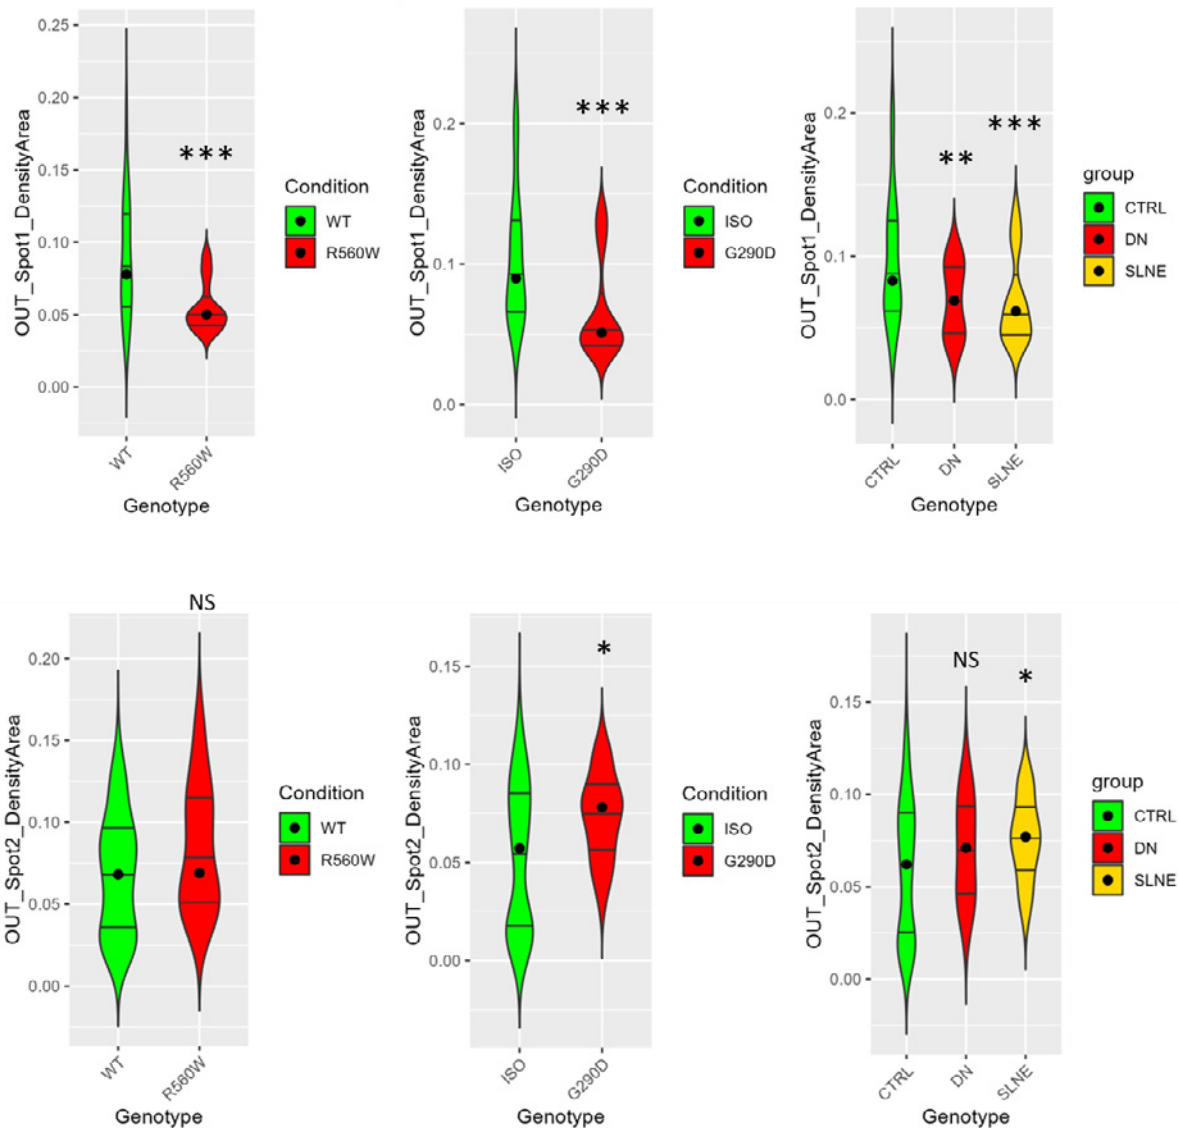 OUT_Spot1_DensityArea
0.25
0.20
0.15
0.10
0.05
0.00
***
WT
R560W
Genotype
Condition
WT
R560W
OUT_Spot1_DensityArea
0.2
0.1
0.0
***
ISO
G290D
Genotype
Condition
ISO
G290D
OUT_Spot1_DensityArea
0.2
0.1
0.0
**
***
CTRL
DN
SLNE
Genotype
group
CTRL
DN
SLNE
NS
OUT_Spot2_DensityArea
0.20
0.15
0.10
0.05
0.00
WT
R560W
Genotype
Condition
WT
R560W
OUT_Spot2_DensityArea
0.15
0.10
0.05
0.00
*
ISO
G290D
Genotype
Condition
ISO
G290D
OUT_Spot2_DensityArea
0.15
0.10
0.05
0.00
NS
*
CTRL
DN
SLNE
Genotype
group
CTRL
DN
SLNE